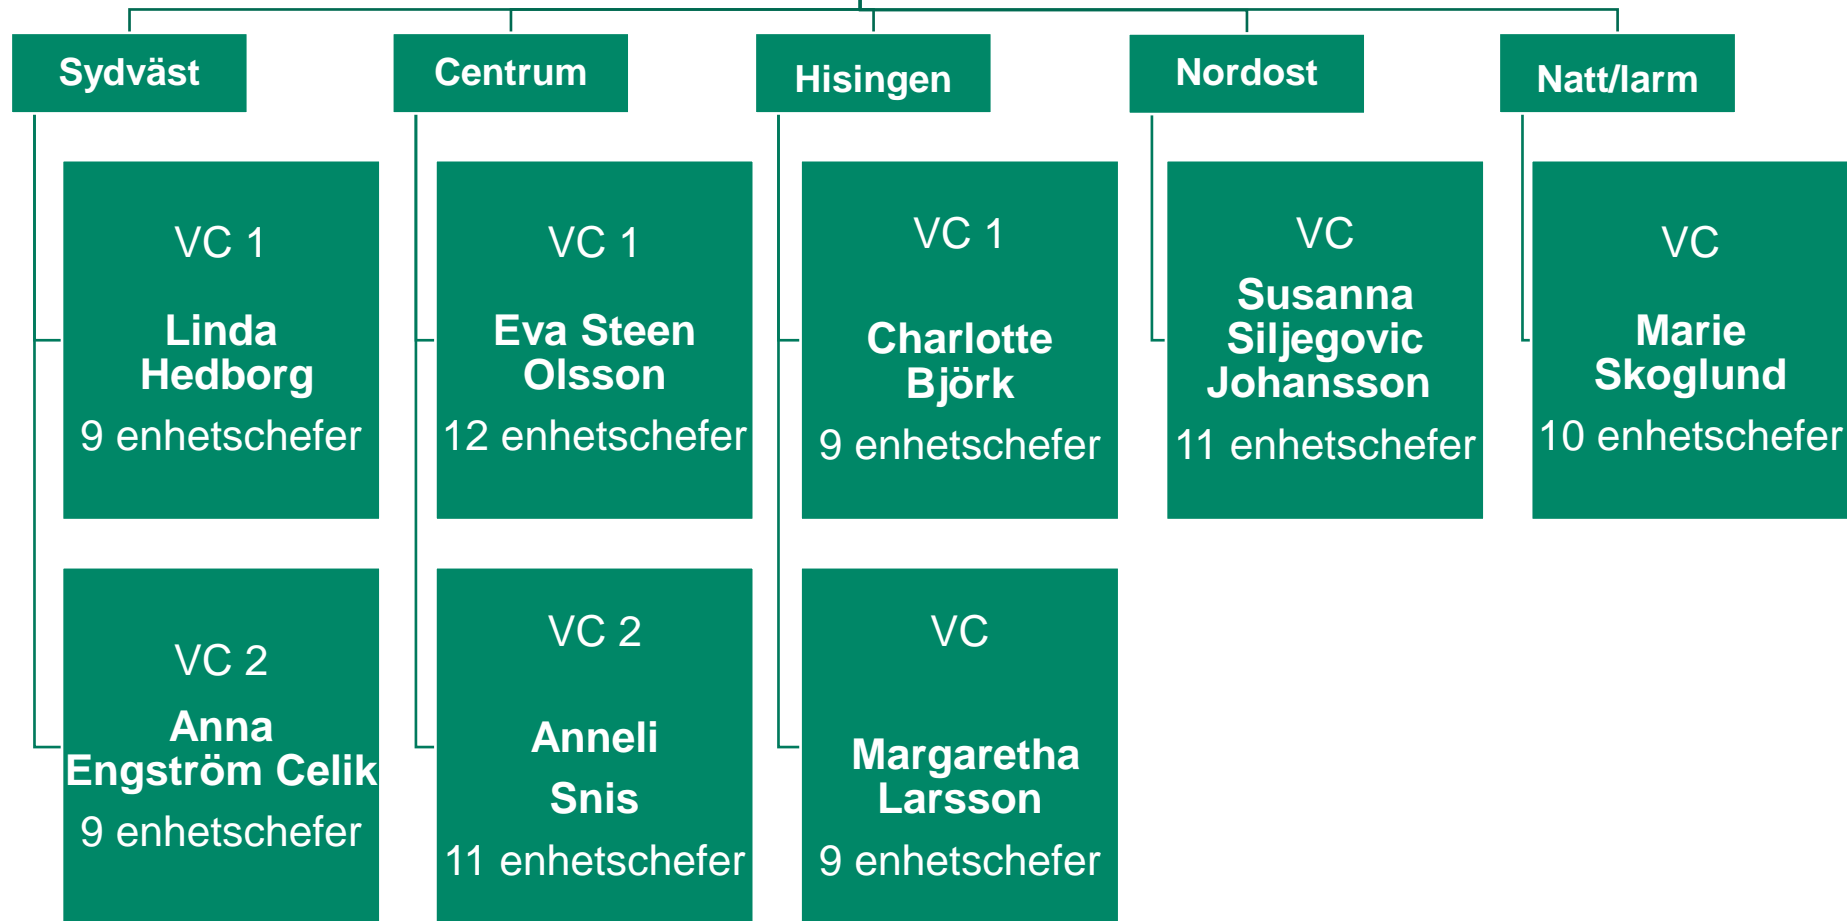 Sydväst
Centrum
Hisingen
Nordost
Natt/larm
VC 1
Linda
Hedborg
9 enhetschefer
VC 1
Eva Steen
Olsson
12 enhetschefer
VC 1
Charlotte
Björk
9 enhetschefer
VC
Susanna
Siljegovic
Johansson
11 enhetschefer
VC
Marie
Skoglund
10 enhetschefer
VC 2
Anna
Engström Celik
9 enhetschefer
VC 2
Anneli
Snis
11 enhetschefer
VC
Margaretha
Larsson
9 enhetschefer